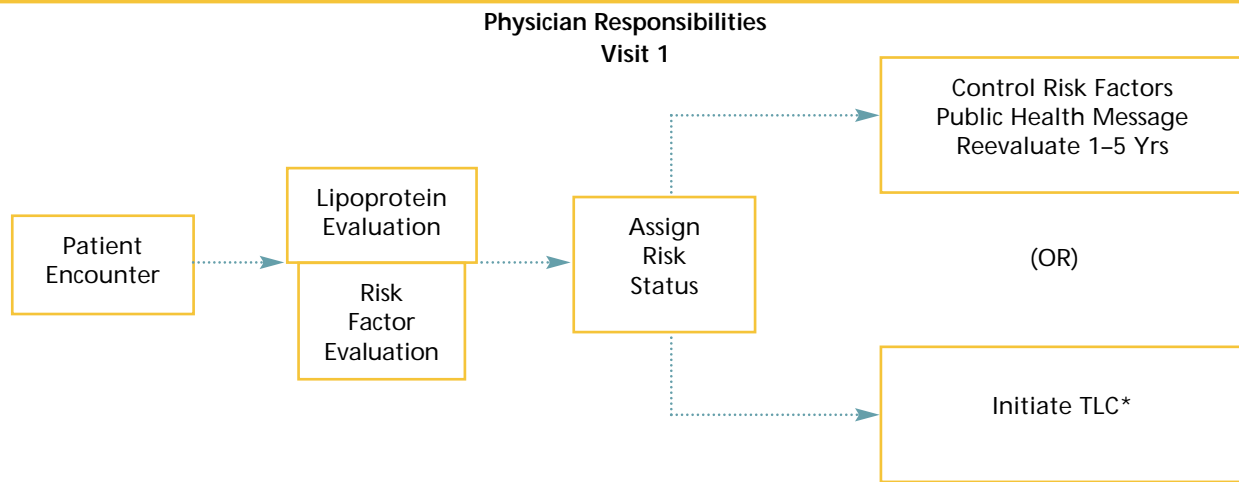 Physician Responsibilities
Visit 1
Patient
Encounter
Lipoprotein
Evaluation
Risk
Factor
Evaluation
Assign
Risk
Status
Control Risk Factors
Public Health Message
Reevaluate 1–5 Yrs
(OR)
Initiate TLC*